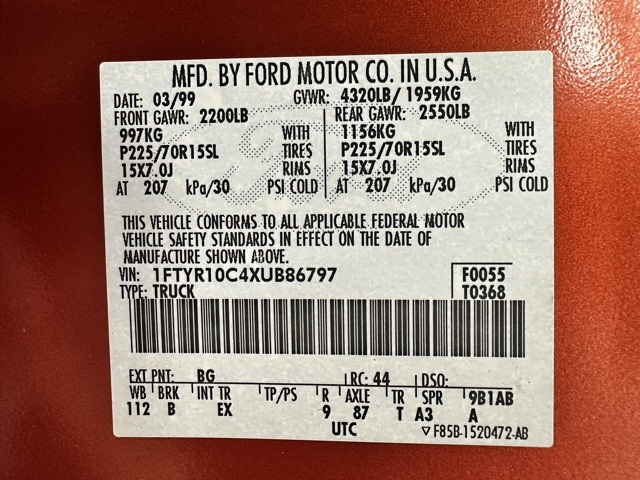 MFD. BY FORD MOTOR CO. IN U.S.A.
DATE: 03/99 GVWR: 4320LB/ 1959KG
FRONT GAWR: 2200LB REAR GAWR: 2550LB
997KG WITH 1156KG WITH
P225/70R15SL TIRES P225/70R15SL TIRES
15X7.0J RIMS 15X7.0J RIMS
AT 207 kPa/30 PSI COLD AT 207 kPa/30 PSI COLD
THIS VEHICLE CONFORMS TO ALL APPLICABLE FEDERAL MOTOR
VEHICLE SAFETY STANDARDS IN EFFECT ON THE DATE OF
MANUFACTURE SHOWN ABOVE.
VIN: 1FTYR10C4XUB86797 F0055
TYPE: TRUCK T0368
EXT PNT: BG RC: 44 DSO:
WB BRK INT TR TP/PS R AXLE TR SPR 9B1AB
112 B EX 9 87 T A3 A
UTC ▽ F85B-1520472-AB